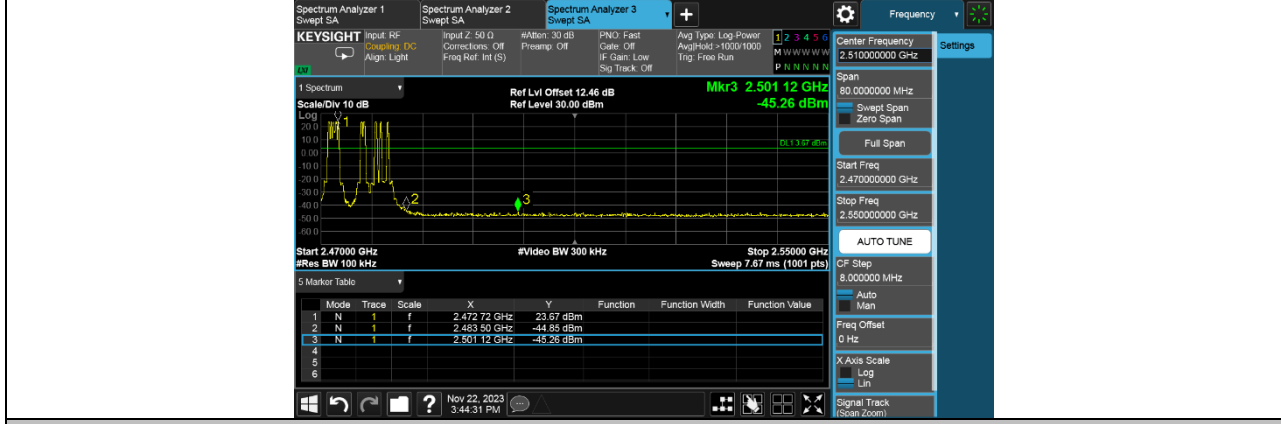 Spectrum Analyzer 1
Swept SA
Spectrum Analyzer 2
Swept SA
Spectrum Analyzer 3
Swept SA
Frequency
KEYSIGHT
Input: RF
Coupling: DC
Align: Light
Input Z: 50 Ω
Corrections: Off
Freq Ref: Int (S)
#Atten: 30 dB
Preamp: Off
PNO: Fast
Gate: Off
IF Gain: Low
Sig Track: Off
Avg Type: Log-Power
Avg|Hold:>1000/1000
Trig: Free Run
1 2 3 4 5 6
M W W W W W
P N N N N N
LXI
Center Frequency
2.510000000 GHz
Settings
Span
80.0000000 MHz
Swept Span
Zero Span
Full Span
Start Freq
2.470000000 GHz
Stop Freq
2.550000000 GHz
AUTO TUNE
CF Step
8.000000 MHz
Auto
Man
Freq Offset
0 Hz
X Axis Scale
Log
Lin
Signal Track
(Span Zoom)
1 Spectrum
Scale/Div 10 dB
Ref Lvl Offset 12.46 dB
Ref Level 30.00 dBm
Mkr3 2.501 12 GHz
-45.26 dBm
Log
20.0
10.0
0.00
-10.0
-20.0
-30.0
-40.0
-50.0
-60.0
1
2
3
DL1 3.67 dBm
Start 2.47000 GHz
#Res BW 100 kHz
#Video BW 300 kHz
Stop 2.55000 GHz
Sweep 7.67 ms (1001 pts)
5 Marker Table
Mode Trace Scale X Y Function Function Width Function Value
1 N 1 f 2.472 72 GHz 23.67 dBm
2 N 1 f 2.483 50 GHz -44.85 dBm
3 N 1 f 2.501 12 GHz -45.26 dBm
4
5
6
?
Nov 22, 2023
3:44:31 PM